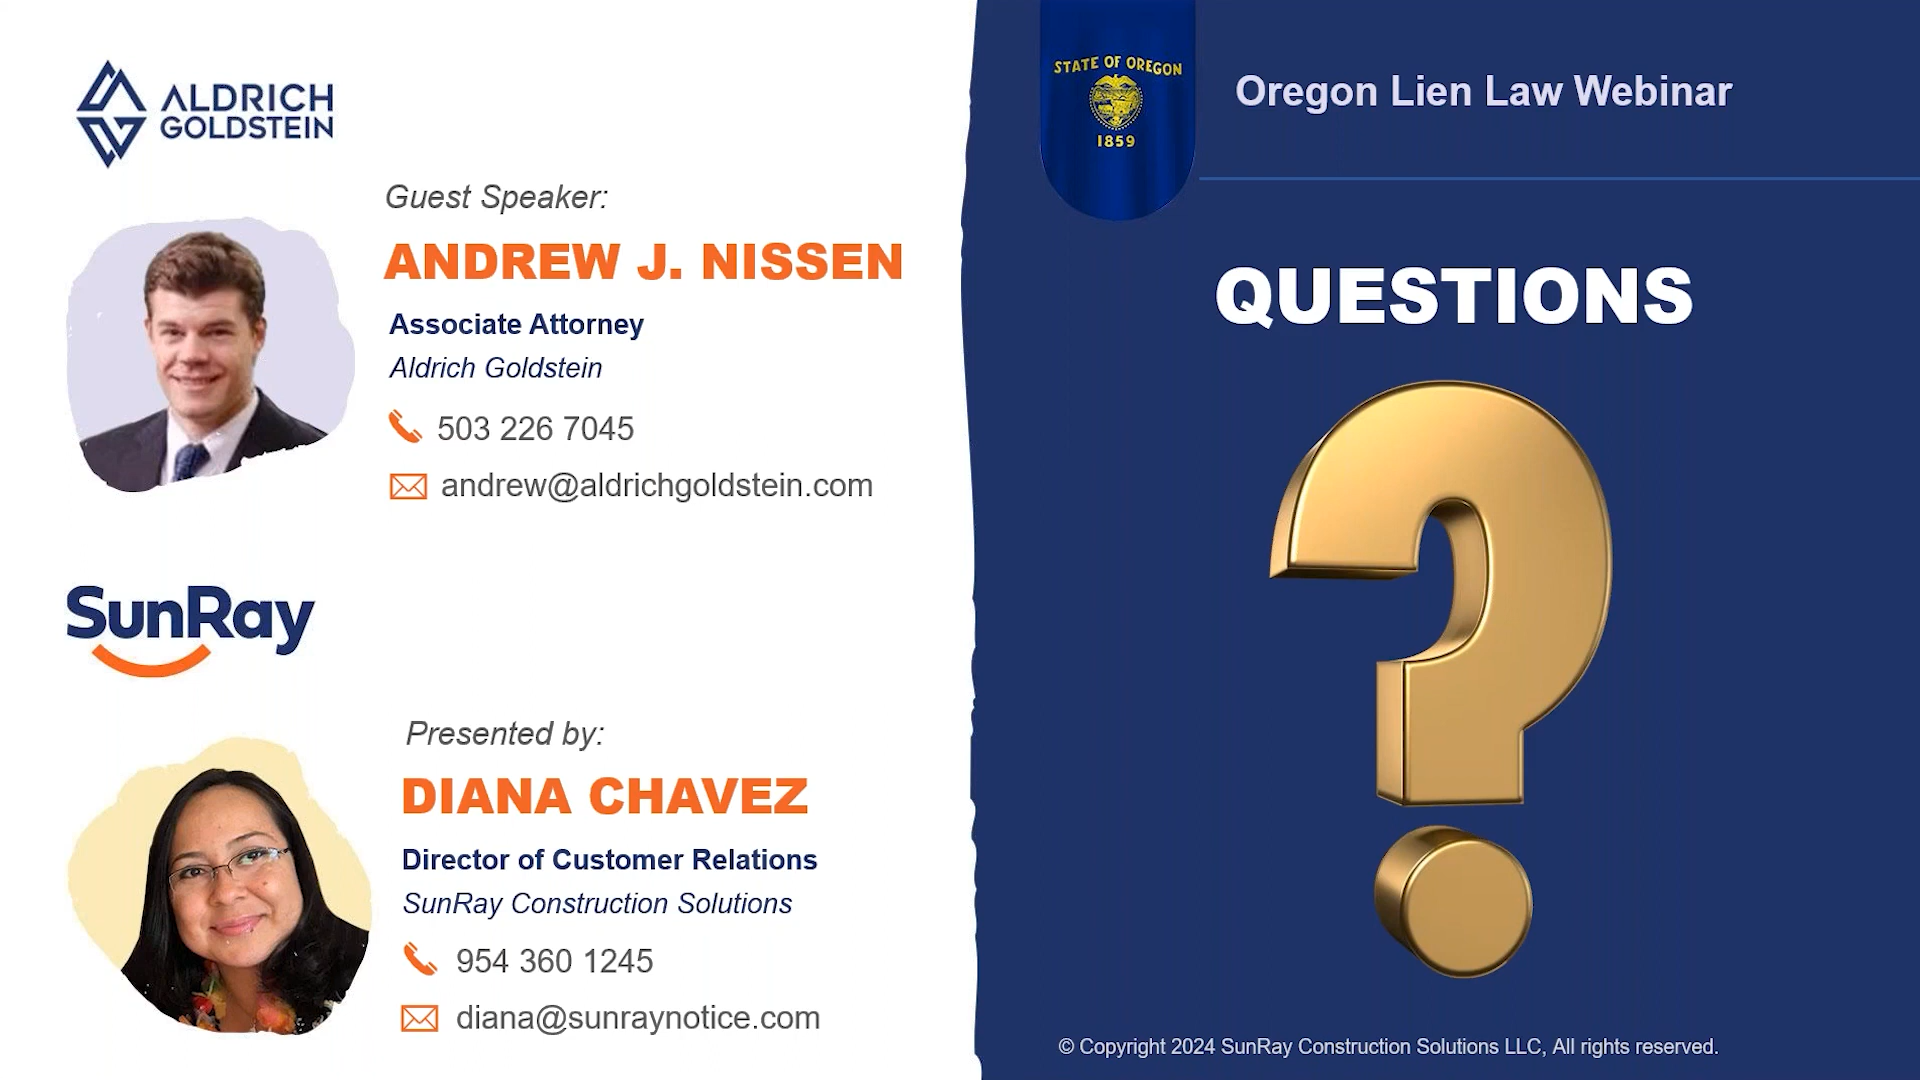 ALDRICH
GOLDSTEIN
Guest Speaker:
ANDREW J. NISSEN
Associate Attorney
Aldrich Goldstein
503 226 7045
andrew@aldrichgoldstein.com
SunRay
Presented by:
DIANA CHAVEZ
Director of Customer Relations
SunRay Construction Solutions
954 360 1245
diana@sunraynotice.com
STATE OF OREGON
1859
Oregon Lien Law Webinar
QUESTIONS
?
© Copyright 2024 SunRay Construction Solutions LLC, All rights reserved.